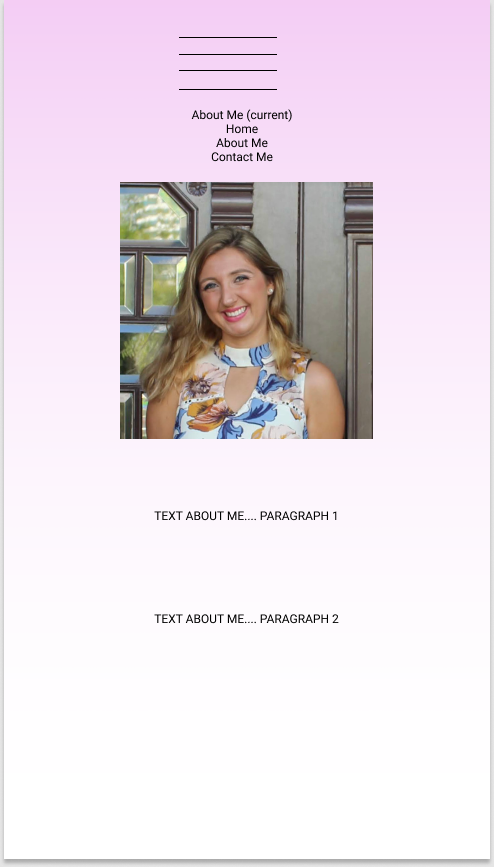 About Me (current)
Home
About Me
Contact Me
TEXT ABOUT ME.... PARAGRAPH 1
TEXT ABOUT ME.... PARAGRAPH 2